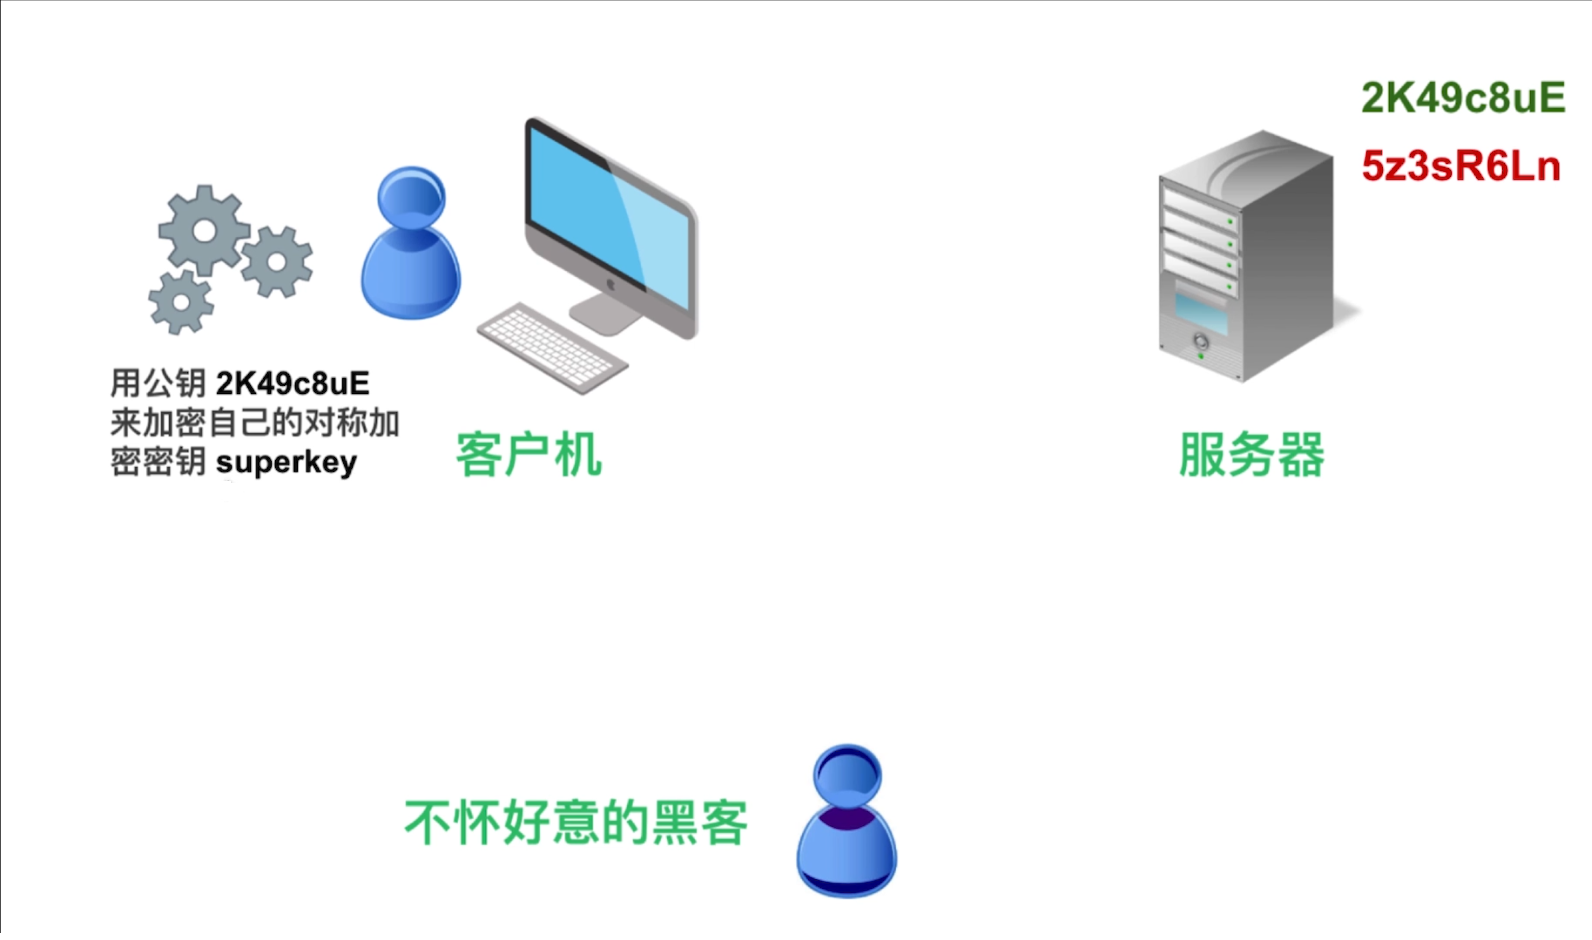 2K49c8uE
5z3sR6Ln
用公钥 2K49c8uE
来加密自己的对称加
密密钥 superkey
客户机
服务器
不怀好意的黑客